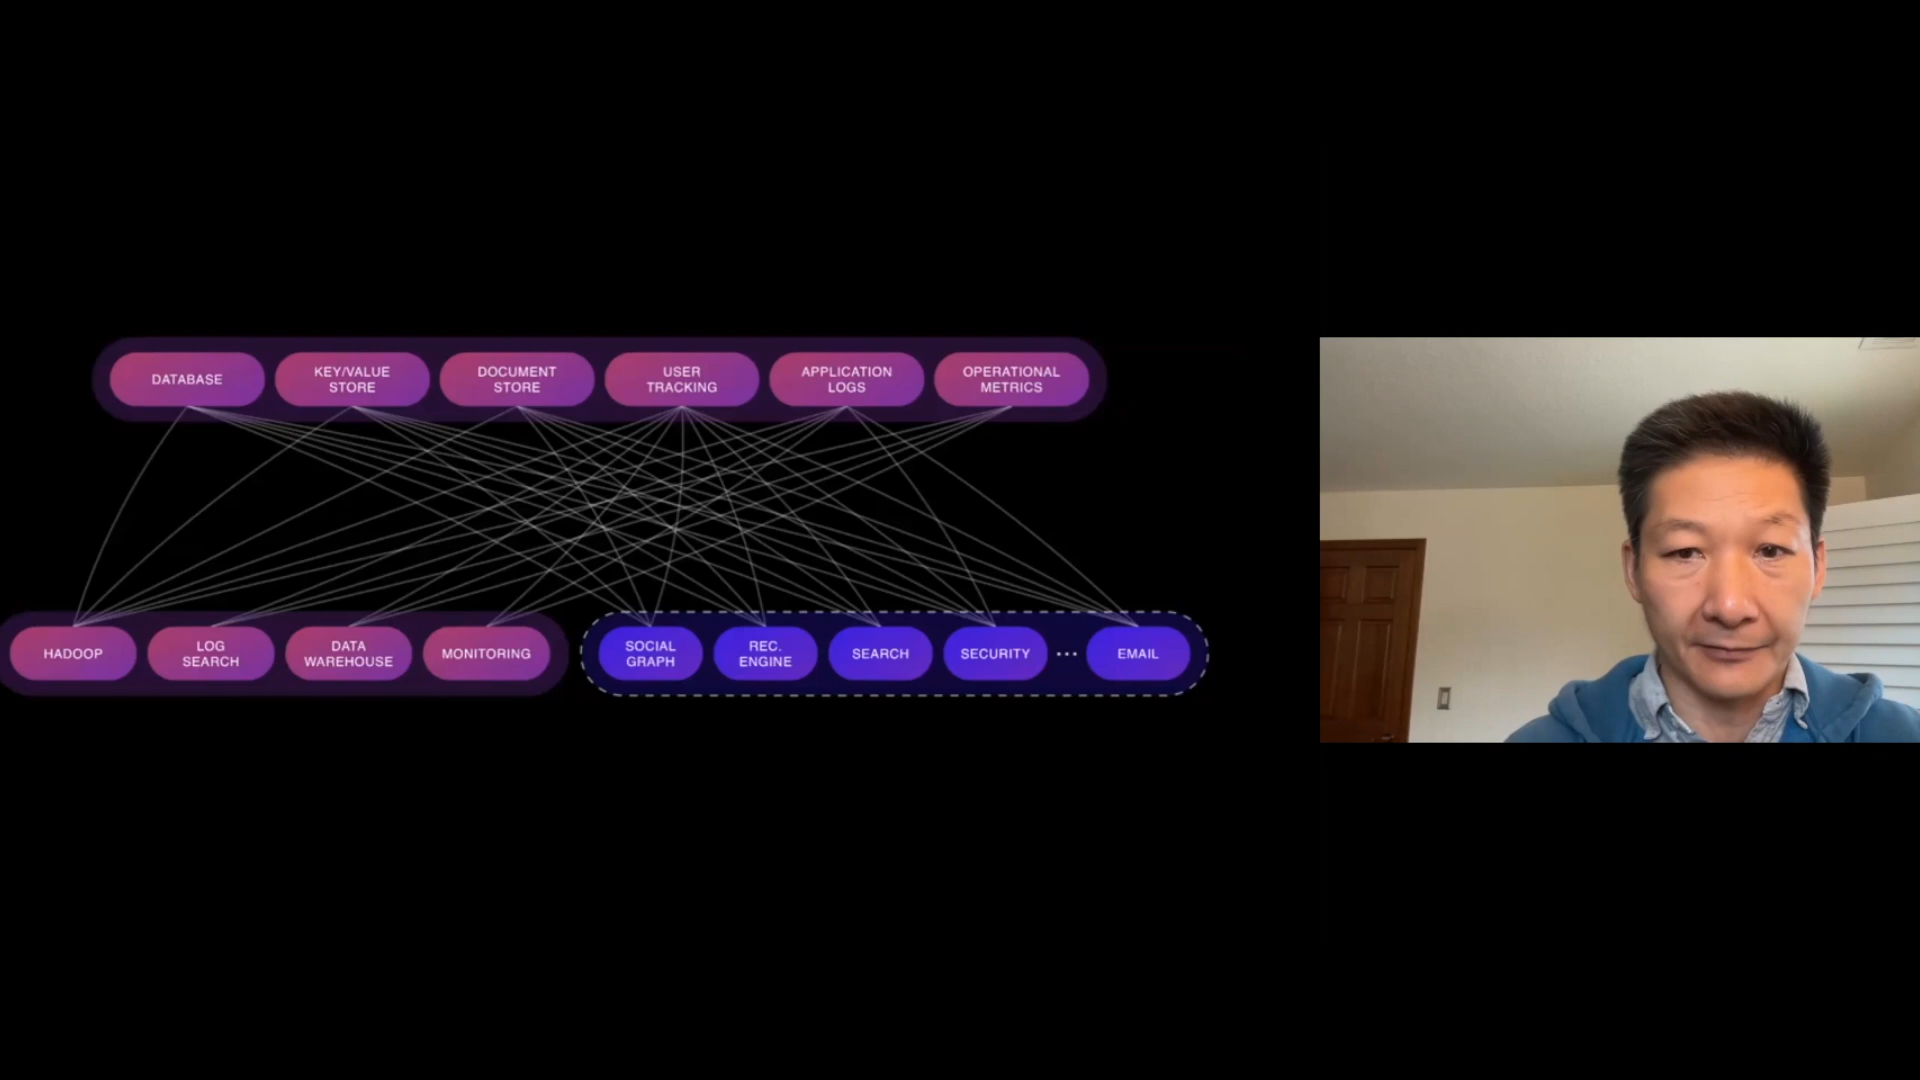 DATABASE
KEY/VALUE
STORE
DOCUMENT
STORE
USER
TRACKING
APPLICATION
LOGS
OPERATIONAL
METRICS
HADOOP
LOG
SEARCH
DATA
WAREHOUSE
MONITORING
SOCIAL
GRAPH
REC.
ENGINE
SEARCH
SECURITY
...
EMAIL